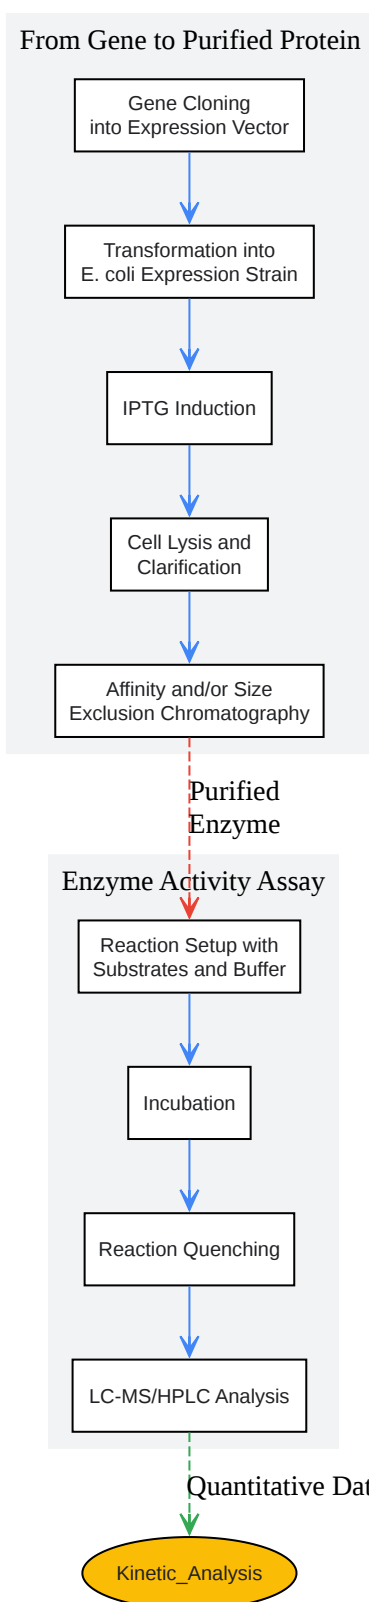 From Gene to Purified Protein
Gene Cloning
into Expression Vector
Transformation into
E. coli Expression Strain
IPTG Induction
Cell Lysis and
Clarification
Affinity and/or Size
Exclusion Chromatography
Purified
Enzyme
Enzyme Activity Assay
Reaction Setup with
Substrates and Buffer
Incubation
Reaction Quenching
LC-MS/HPLC Analysis
Quantitative Dat
Kinetic_Analysis